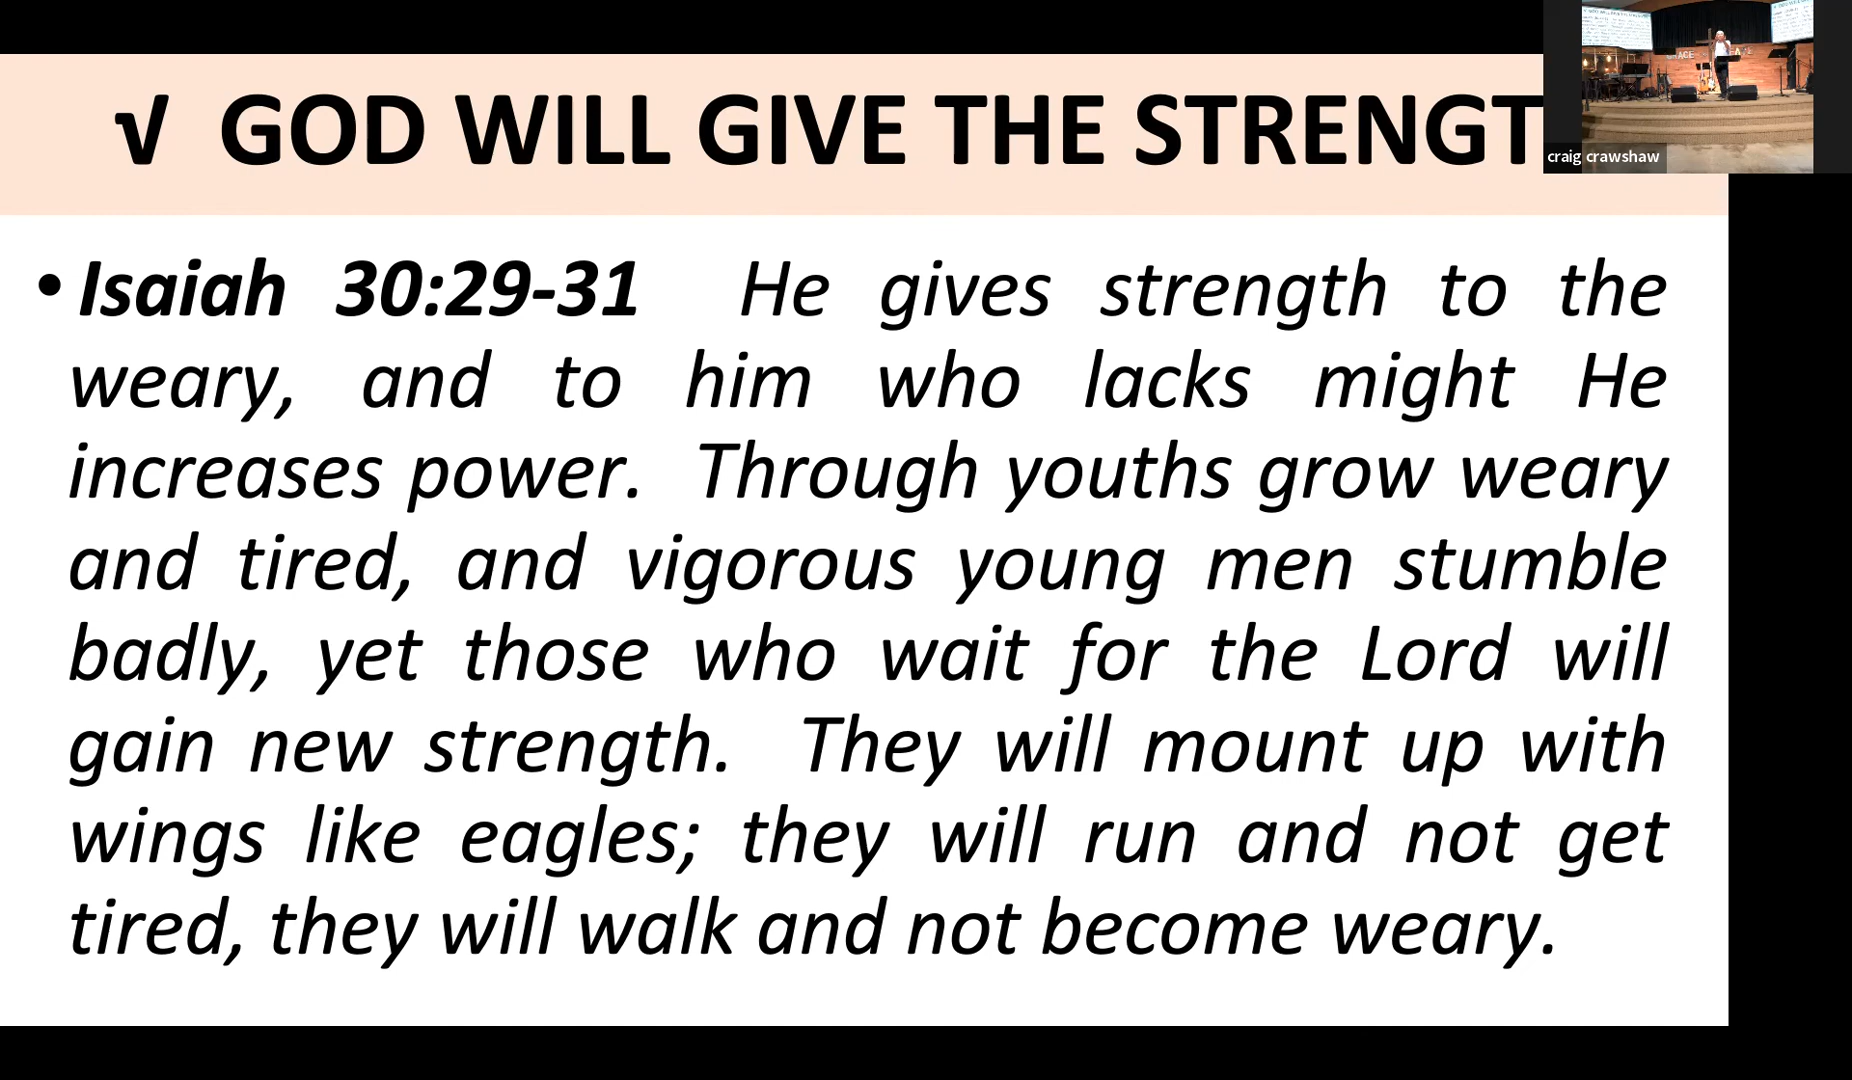 √ GOD WILL GIVE THE STRENGT
craig crawshaw
• Isaiah 30:29-31 He gives strength to the
weary, and to him who lacks might He
increases power. Through youths grow weary
and tired, and vigorous young men stumble
badly, yet those who wait for the Lord will
gain new strength. They will mount up with
wings like eagles; they will run and not get
tired, they will walk and not become weary.